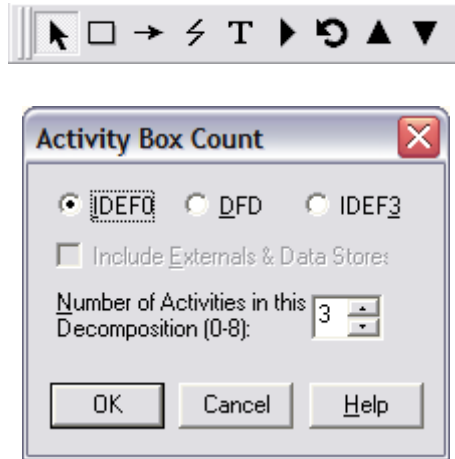 T
Activity Box Count
IDEF0 DFD IDEF3
Include Externals & Data Stores
Number of Activities in this
Decomposition (0-8):
3
OK Cancel Help